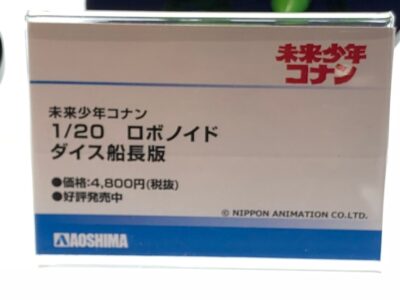 未来少年
コナン
未来少年コナン
1/20 ロボノイド
ダイス船長版
●価格:4,800円(税抜)
●好評発売中
© NIPPON ANIMATION CO.LTD.
AOSHIMA